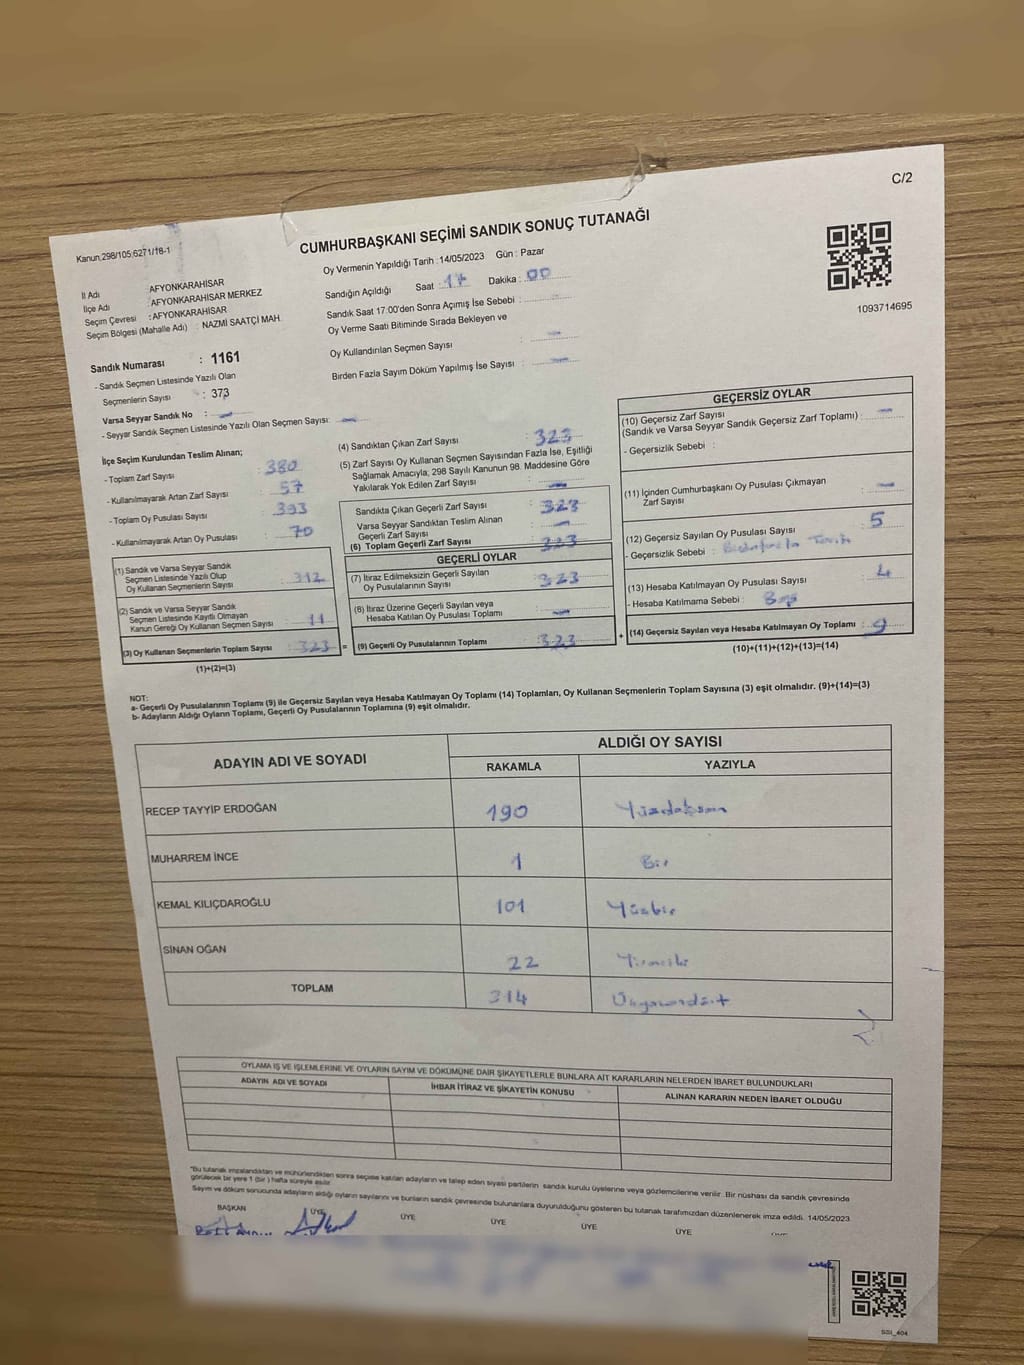 C/2
Kanun,298/105;6271/18-1
CUMHURBAŞKANI SEÇİMİ SANDIK SONUÇ TUTANAĞI
Oy Vermenin Yapıldığı Tarih : 14/05/2023 Gün : Pazar
1093714695
İl Adı : AFYONKARAHİSAR
İlçe Adı : AFYONKARAHİSAR MERKEZ
Seçim Çevresi : AFYONKARAHİSAR
Seçim Bölgesi (Mahalle Adı) : NAZMİ SAATÇİ MAH.
Sandığın Açıldığı Saat : 17 Dakika : 00
Sandık Saat 17:00'den Sonra Açımış İse Sebebi :
Oy Verme Saati Bitiminde Sırada Bekleyen ve
Oy Kullandırılan Seçmen Sayısı : -
Birden Fazla Sayım Döküm Yapılmış İse Sayısı : -
Sandık Numarası : 1161
- Sandık Seçmen Listesinde Yazılı Olan
Seçmenlerin Sayısı : 373
Varsa Seyyar Sandık No : -
- Seyyar Sandık Seçmen Listesinde Yazılı Olan Seçmen Sayısı: -
İlçe Seçim Kurulundan Teslim Alınan;
- Toplam Zarf Sayısı : 380
- Kullanılmayarak Artan Zarf Sayısı : 57
- Toplam Oy Pusulası Sayısı : 393
- Kullanılmayarak Artan Oy Pusulası : 70
(1) Sandık ve Varsa Seyyar Sandık
Seçmen Listesinde Yazılı Olup
Oy Kullanan Seçmenlerin Sayısı : 312
(2) Sandık ve Varsa Seyyar Sandık
Seçmen Listesinde Kayıtlı Olmayan
Kanun Gereği Oy Kullanan Seçmen Sayısı : 11
(3) Oy Kullanan Seçmenlerin Toplam Sayısı : 323 =
(1)+(2)=(3)
(4) Sandıktan Çıkan Zarf Sayısı : 323
(5) Zarf Sayısı Oy Kullanan Seçmen Sayısından Fazla İse, Eşitliği
Sağlamak Amacıyla, 298 Sayılı Kanunun 98. Maddesine Göre
Yakılarak Yok Edilen Zarf Sayısı : -
Sandıkta Çıkan Geçerli Zarf Sayısı : 323
Varsa Seyyar Sandıktan Teslim Alınan
Geçerli Zarf Sayısı : -
(6) Toplam Geçerli Zarf Sayısı : 323
GEÇERLİ OYLAR
(7) İtiraz Edilmeksizin Geçerli Sayılan
Oy Pusulalarının Sayısı : 323
(8) İtiraz Üzerine Geçerli Sayılan veya
Hesaba Katılan Oy Pusulası Toplamı : -
(9) Geçerli Oy Pusulalarının Toplamı : 323 +
GEÇERSİZ OYLAR
(10) Geçersiz Zarf Sayısı
(Sandık ve Varsa Seyyar Sandık Geçersiz Zarf Toplamı) : -
- Geçersizlik Sebebi :
(11) İçinden Cumhurbaşkanı Oy Pusulası Çıkmayan
Zarf Sayısı : -
(12) Geçersiz Sayılan Oy Pusulası Sayısı : 5
- Geçersizlik Sebebi :
(13) Hesaba Katılmayan Oy Pusulası Sayısı : 4
- Hesaba Katılmama Sebebi : Boş
(14) Geçersiz Sayılan veya Hesaba Katılmayan Oy Toplamı : 9
(10)+(11)+(12)+(13)=(14)
NOT:
a- Geçerli Oy Pusulalarının Toplamı (9) ile Geçersiz Sayılan veya Hesaba Katılmayan Oy Toplamı (14) Toplamları, Oy Kullanan Seçmenlerin Toplam Sayısına (3) eşit olmalıdır. (9)+(14)=(3)
b- Adayların Aldığı Oyların Toplamı, Geçerli Oy Pusulalarının Toplamına (9) eşit olmalıdır.
ADAYIN ADI VE SOYADI
ALDIĞI OY SAYISI
RAKAMLA YAZIYLA
RECEP TAYYİP ERDOĞAN 190 Yüzdoksan
MUHARREM İNCE 1 Bir
KEMAL KILIÇDAROĞLU 101 Yüzbir
SİNAN OĞAN 22 Yirmiiki
TOPLAM 314 Üçyüzondört
OYLAMA İŞ VE İŞLEMLERİNE VE OYLARIN SAYIM VE DÖKÜMÜNE DAİR ŞİKAYETLERLE BUNLARA AİT KARARLARIN NELERDEN İBARET BULUNDUKLARI
ADAYIN ADI VE SOYADI İHBAR İTİRAZ VE ŞİKAYETİN KONUSU ALINAN KARARIN NEDEN İBARET OLDUĞU
*Bu tutanak imzalandıktan ve mühürlendikten sonra seçime katılan adayların ve talep eden siyasi partilerin sandık kurulu üyelerine veya gözlemcilerine verilir. Bir nüshası da sandık çevresinde
görülecek bir yere 1 (bir) hafta süreyle asılır.
Sayım ve döküm sonucunda adayların aldığı oyların sayılarını ve bunların sandık çevresinde bulunanlara duyurulduğunu gösteren bu tutanak tarafımızdan düzenlenerek imza edildi. 14/05/2023
BAŞKAN ÜYE ÜYE ÜYE ÜYE ÜYE
SSI_404